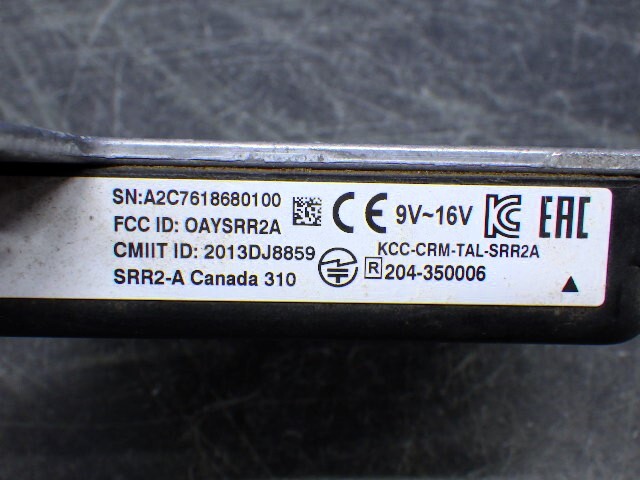 SN:A2C7618680100
FCC ID: OAYSRR2A
CMIIT ID: 2013DJ8859
SRR2-A Canada 310
CE 9V~16V KC EAC
KCC-CRM-TAL-SRR2A
R 204-350006